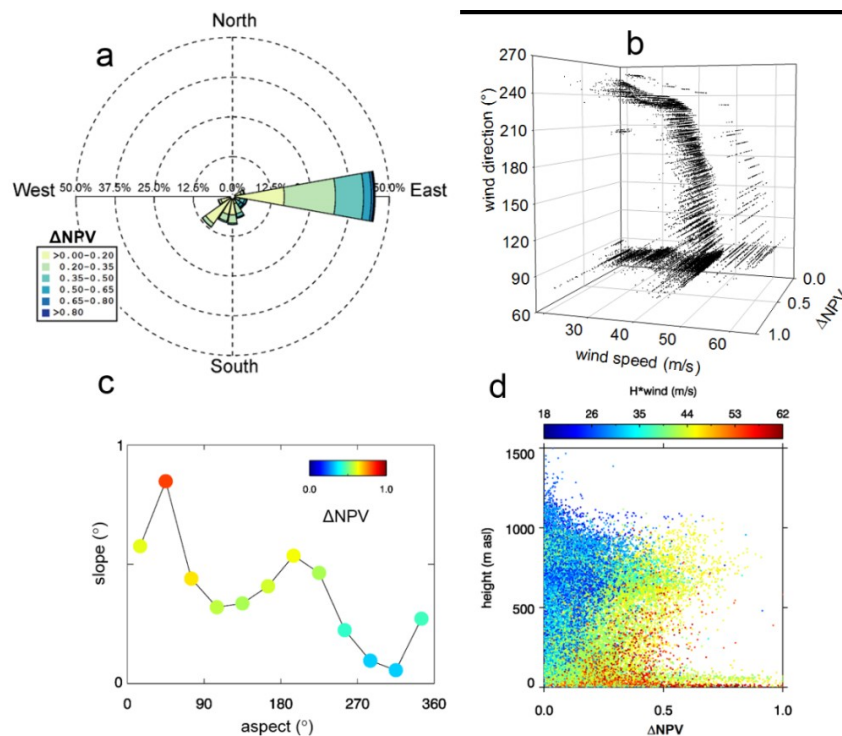 a
North
West
East
South
50.0% 37.5% 25.0% 12.5% 0.0% 12.5% 50.0%
ΔNPV
>0.00-0.20
0.20-0.35
0.35-0.50
0.50-0.65
0.65-0.80
>0.80
b
270
240
210
180
150
120
90
60
wind direction (°)
30 40 50 60
wind speed (m/s)
0.0
0.5
1.0
ΔNPV
c
1
0
slope (°)
0.0 1.0
ΔNPV
0 90 180 270 360
aspect (°)
d
H*wind (m/s)
18 26 35 44 53 62
1500
1000
500
0
height (m asl)
0.0 0.5 1.0
ΔNPV